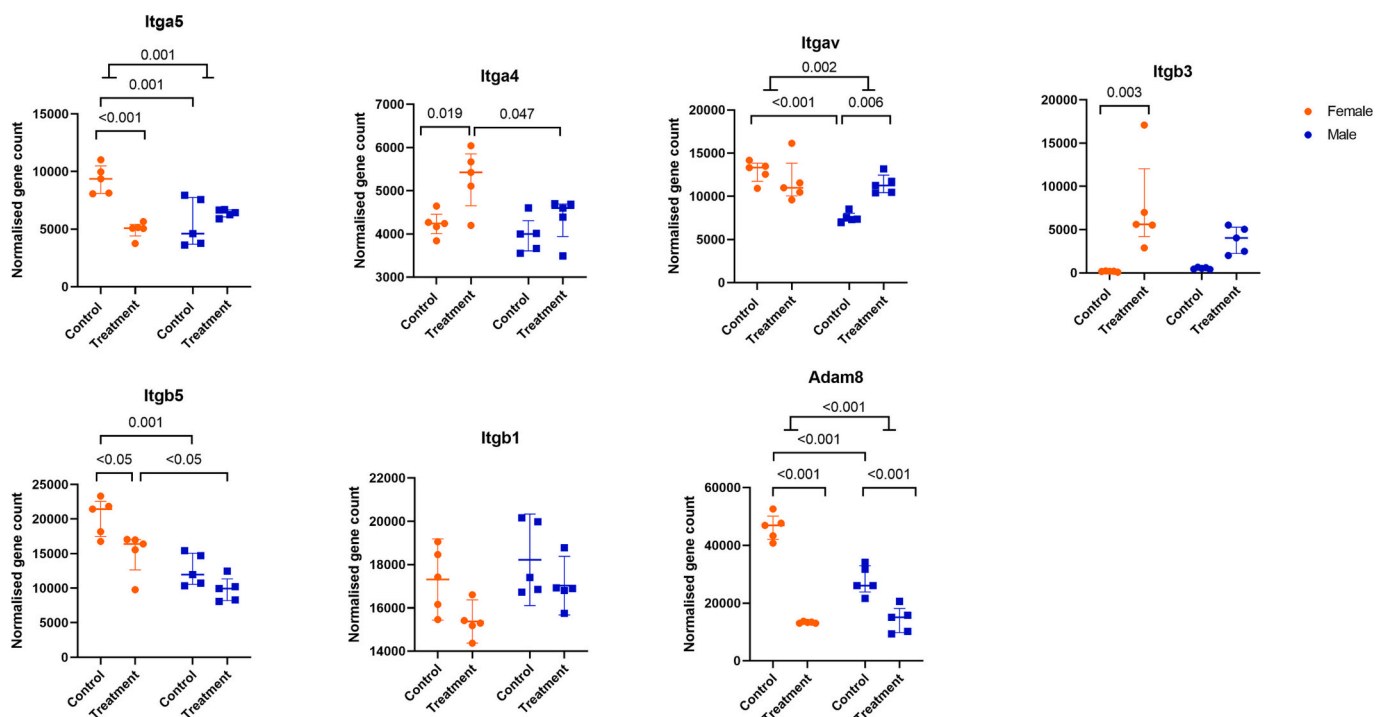 Itga5
0.001
0.001
<0.001
Normalised gene count
15000
10000
5000
0
Control
Treatment
Control
Treatment
Itga4
0.019
0.047
Normalised gene count
7000
6000
5000
4000
3000
Control
Treatment
Control
Treatment
Itgav
0.002
<0.001
0.006
Normalised gene count
20000
15000
10000
5000
0
Control
Treatment
Control
Treatment
Itgb3
0.003
Normalised gene count
20000
15000
10000
5000
0
Control
Treatment
Control
Treatment
Female
Male
Itgb5
0.001
<0.05
<0.05
Normalised gene count
25000
20000
15000
10000
5000
0
Control
Treatment
Control
Treatment
Itgb1
Normalised gene count
22000
20000
18000
16000
14000
Control
Treatment
Control
Treatment
Adam8
<0.001
<0.001
<0.001
<0.001
Normalised gene count
60000
40000
20000
0
Control
Treatment
Control
Treatment